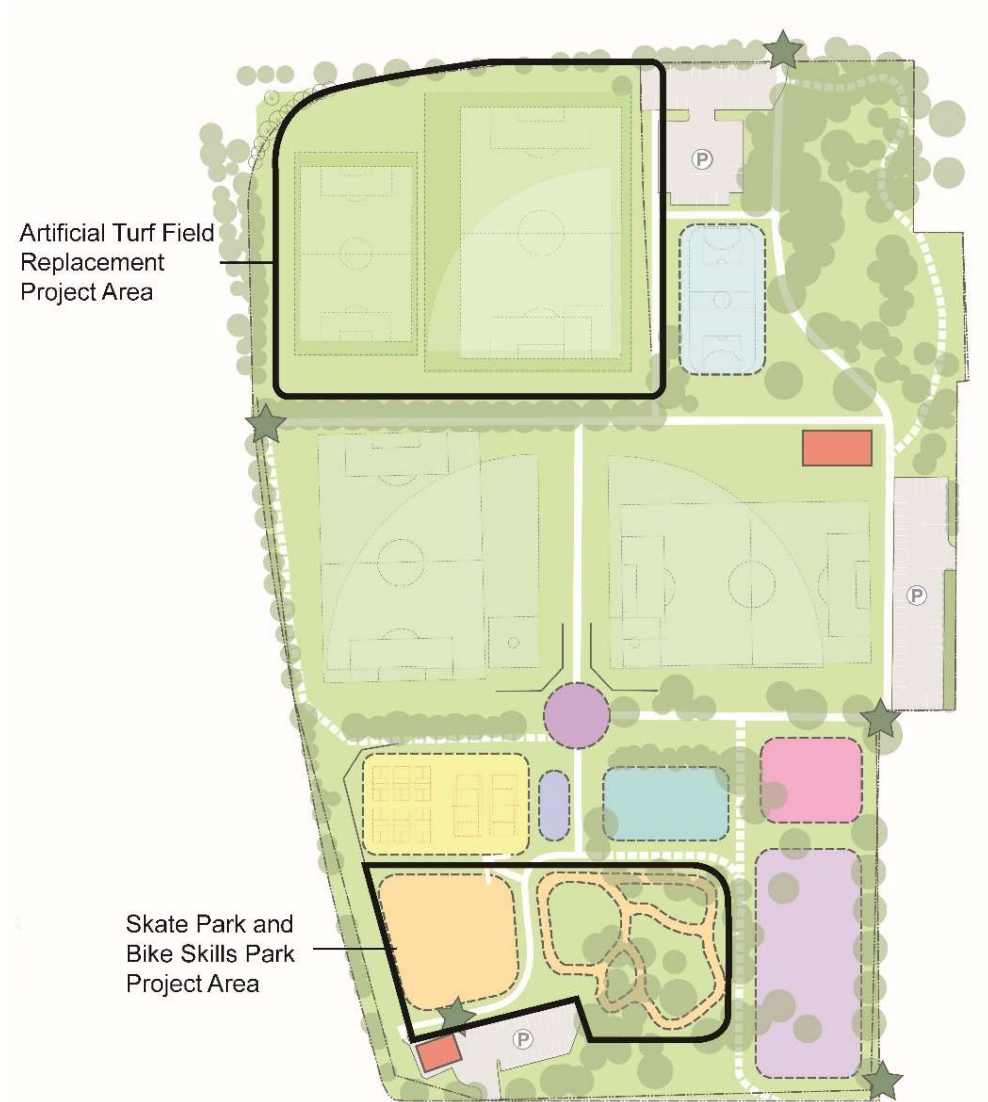 P
Artificial Turf Field
Replacement
Project Area
P
Skate Park and
Bike Skills Park
Project Area
P